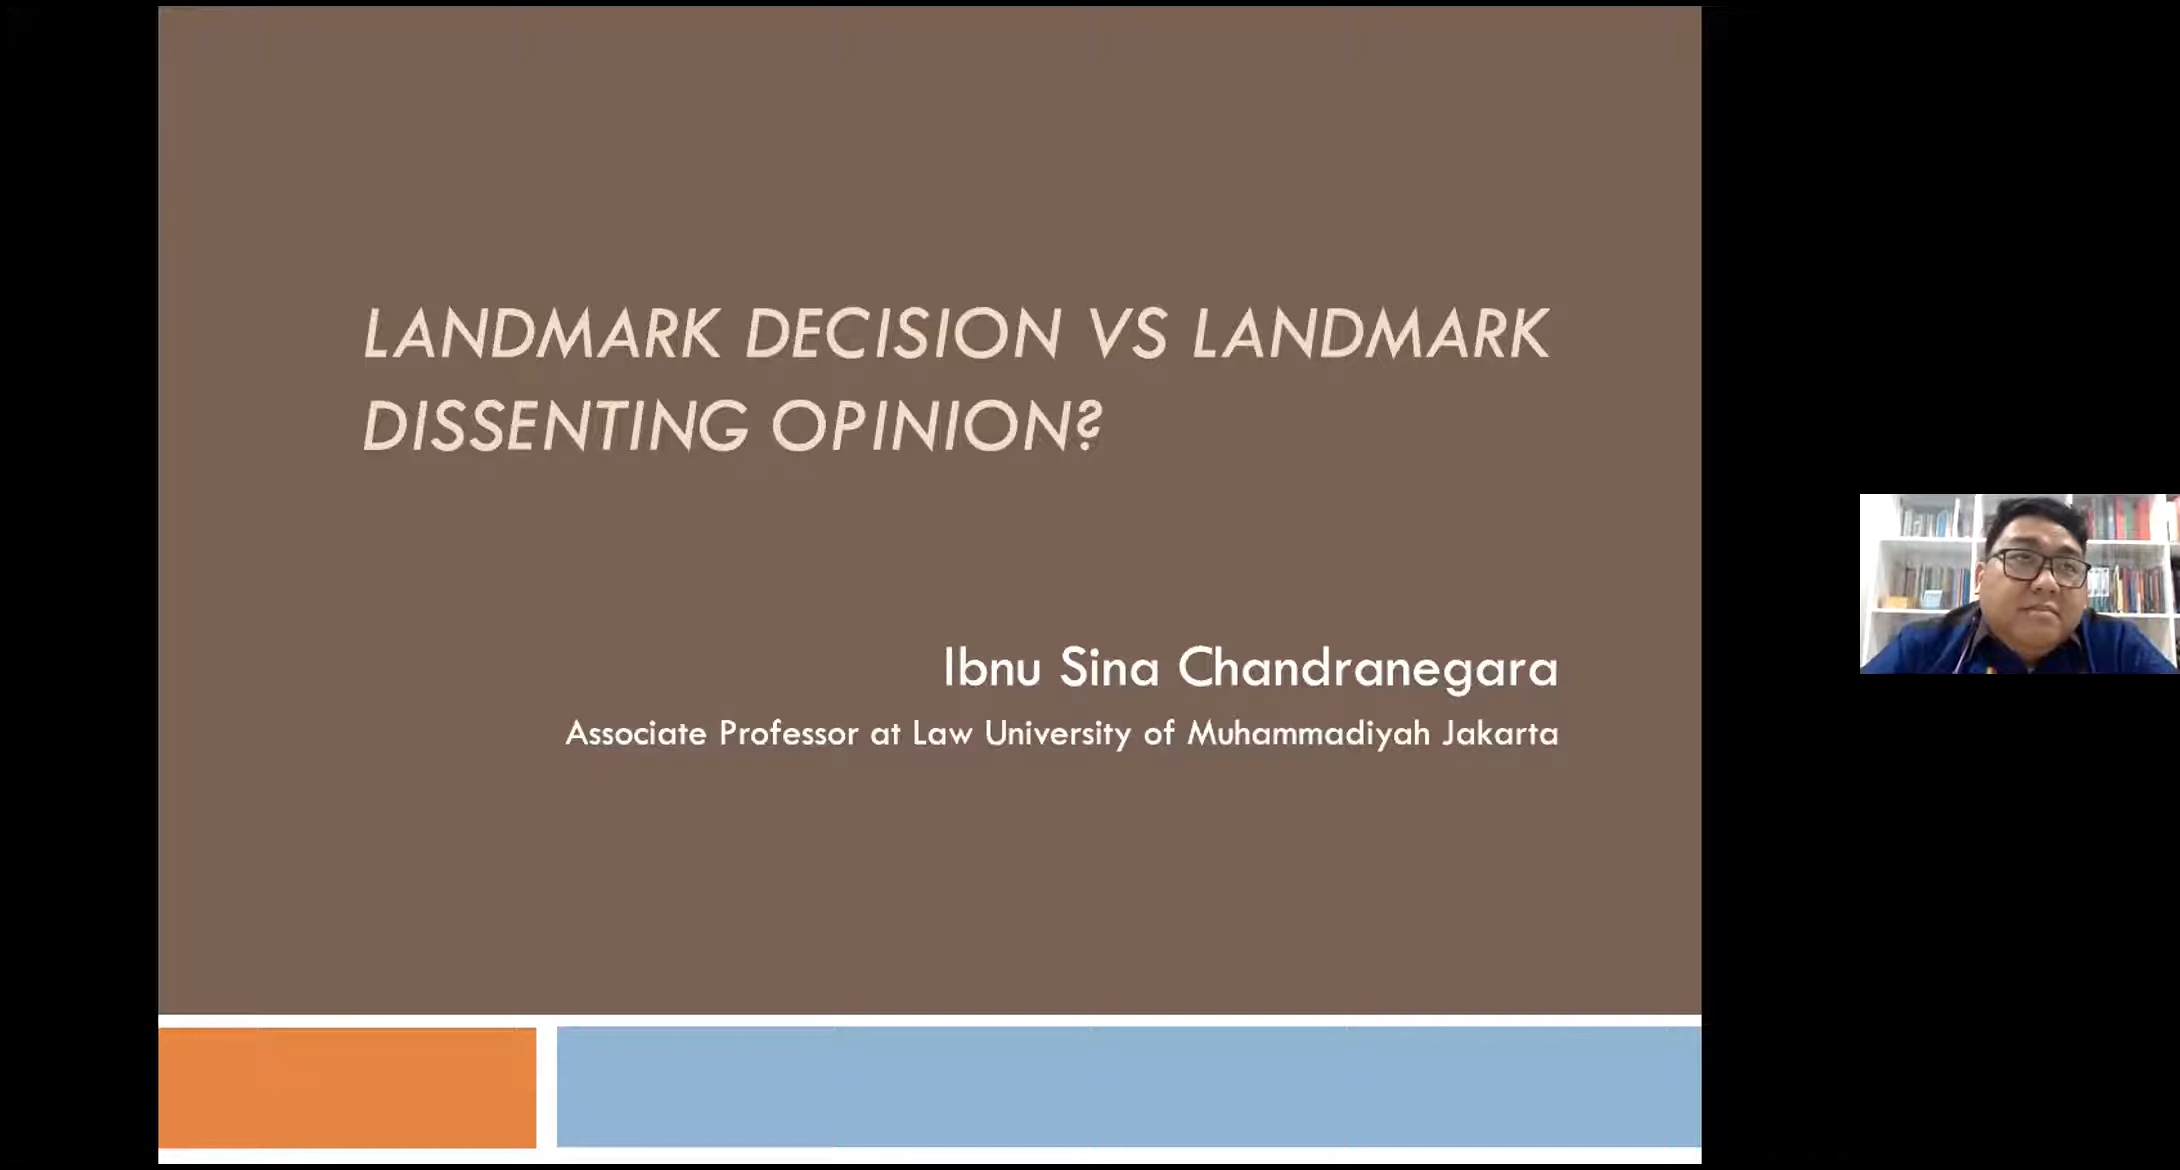 LANDMARK DECISION VS LANDMARK
DISSENTING OPINION?
Ibnu Sina Chandranegara
Associate Professor at Law University of Muhammadiyah Jakarta